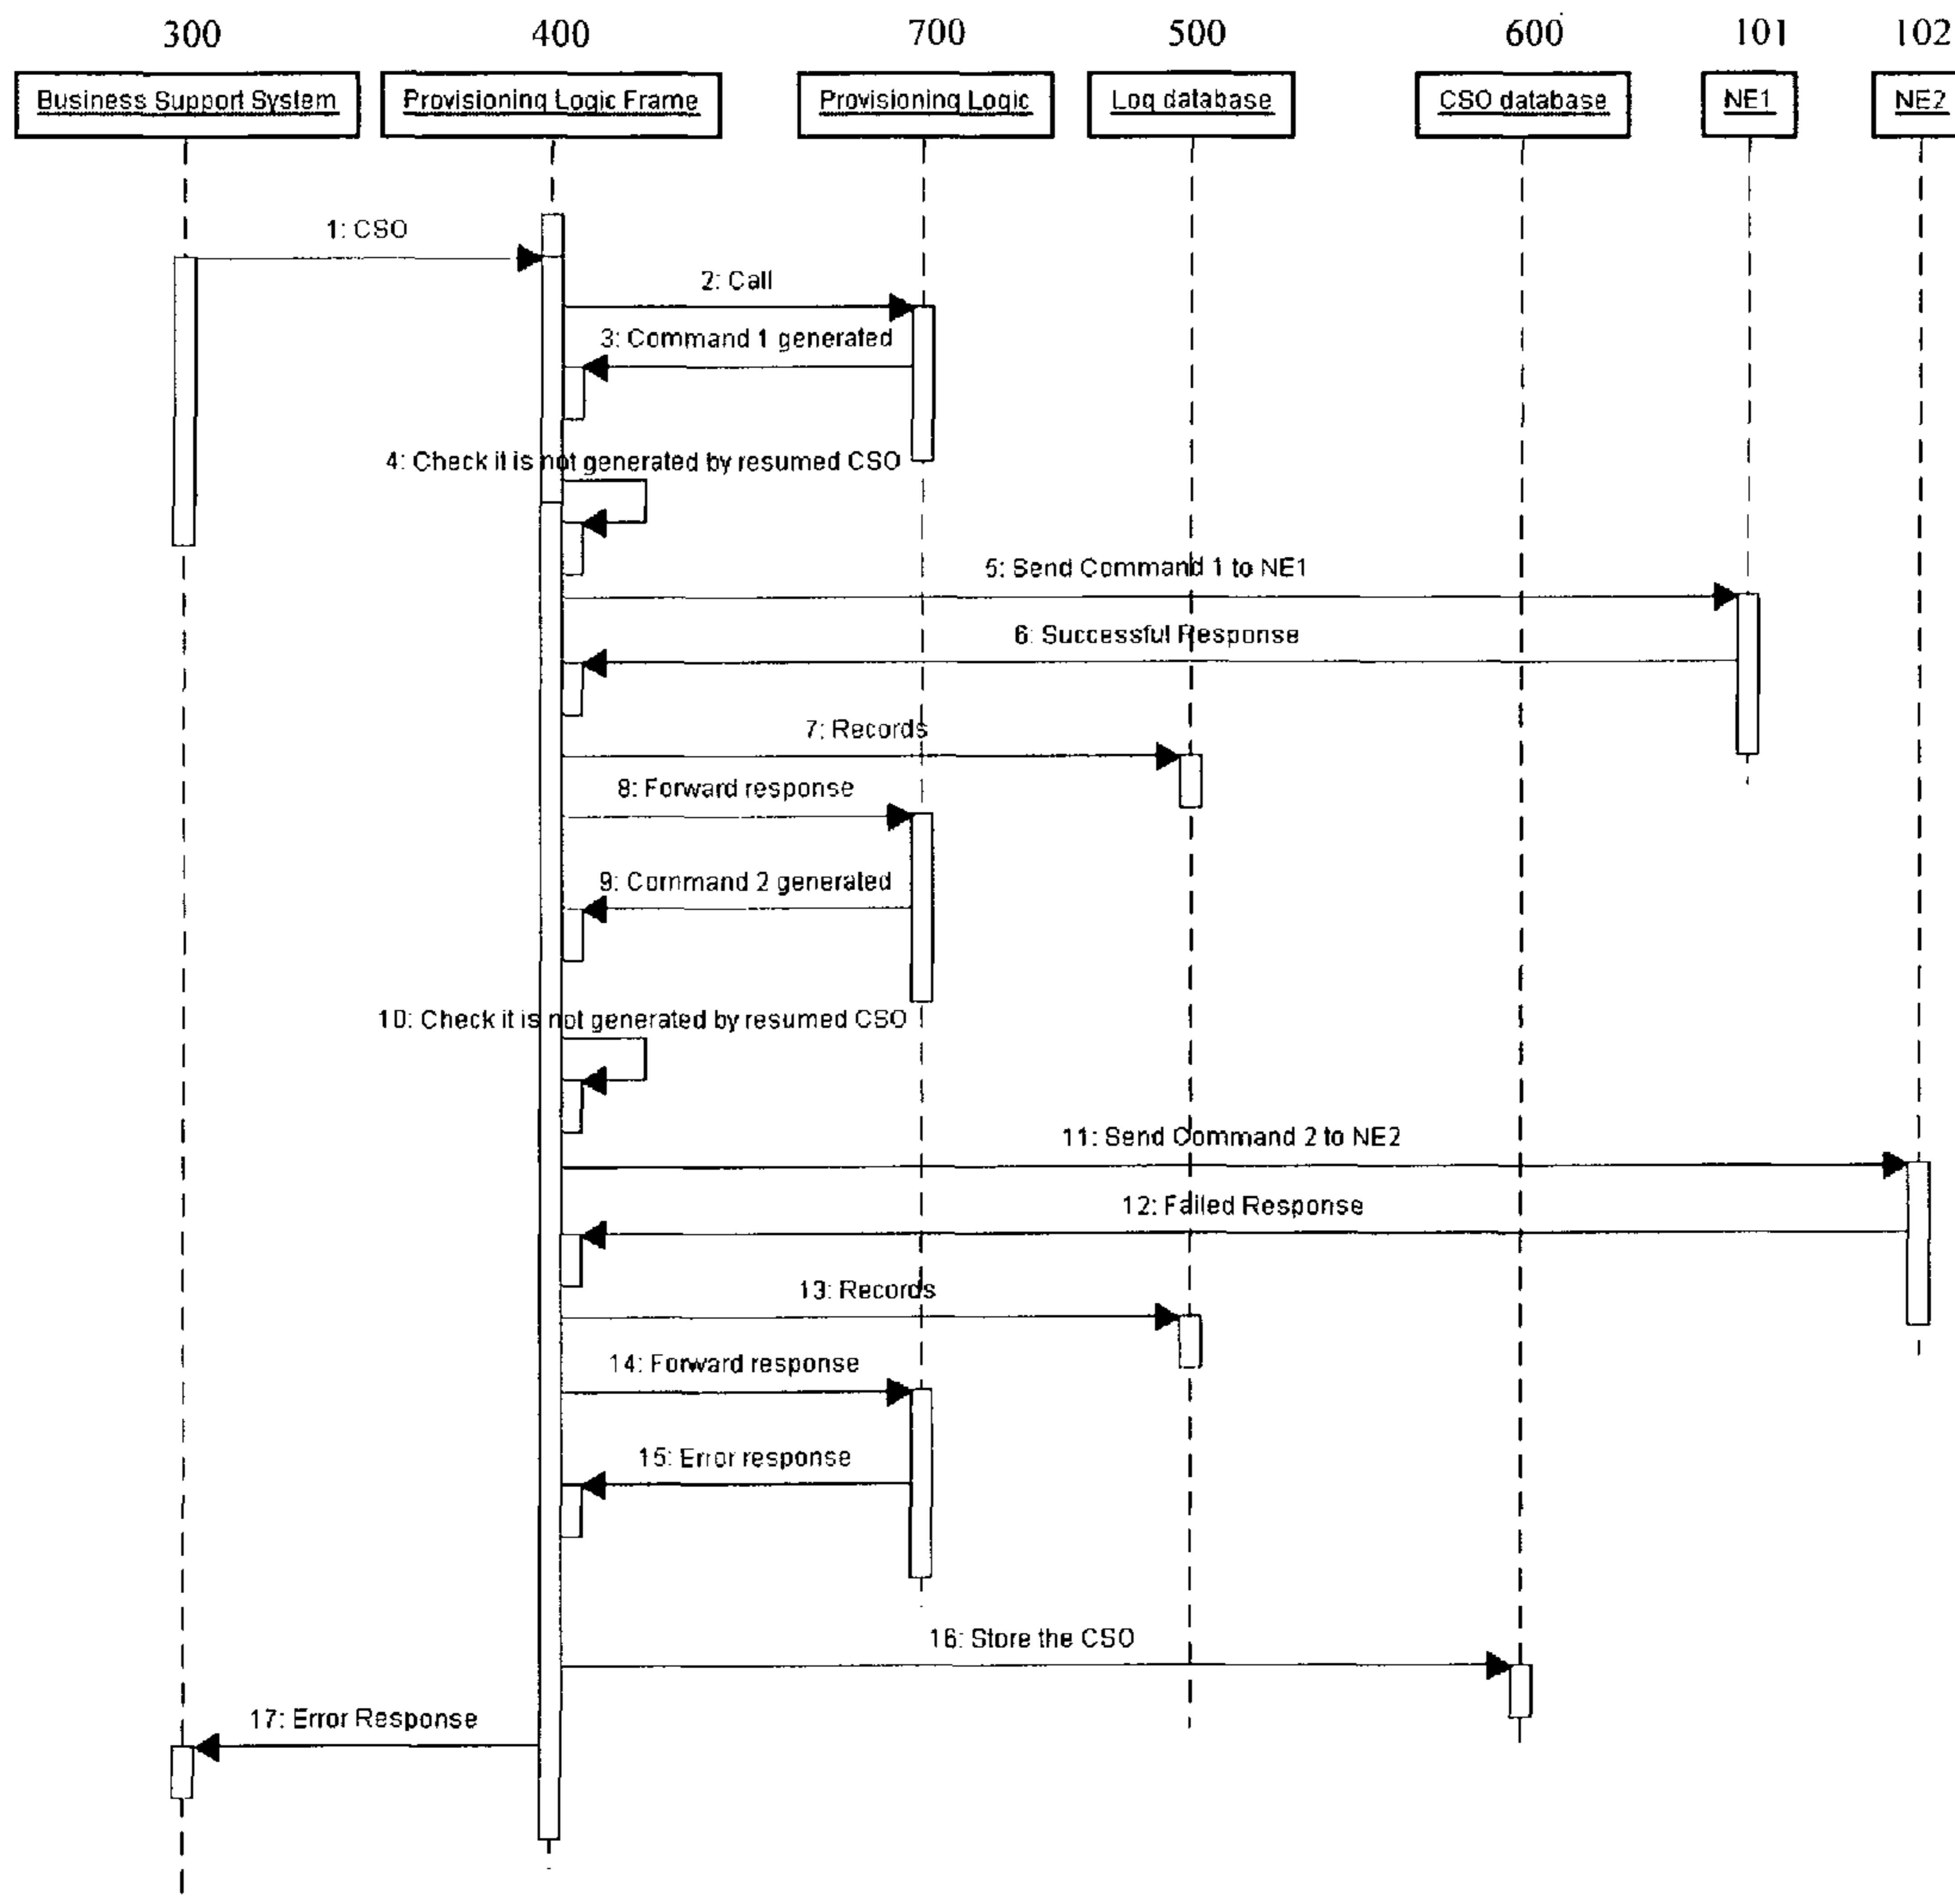 300 400 700 500 600 101 102
Business Support System Provisioning Logic Frame Provisioning Logic Log database CSO database NE1 NE2
1: CSO
2: Call
3: Command 1 generated
4: Check it is not generated by resumed CSO
5: Send Command 1 to NE1
6: Successful Response
7: Records
8: Forward response
9: Command 2 generated
10: Check it is not generated by resumed CSO
11: Send Command 2 to NE2
12: Failed Response
13: Records
14: Forward response
15: Error response
16: Store the CSO
17: Error Response